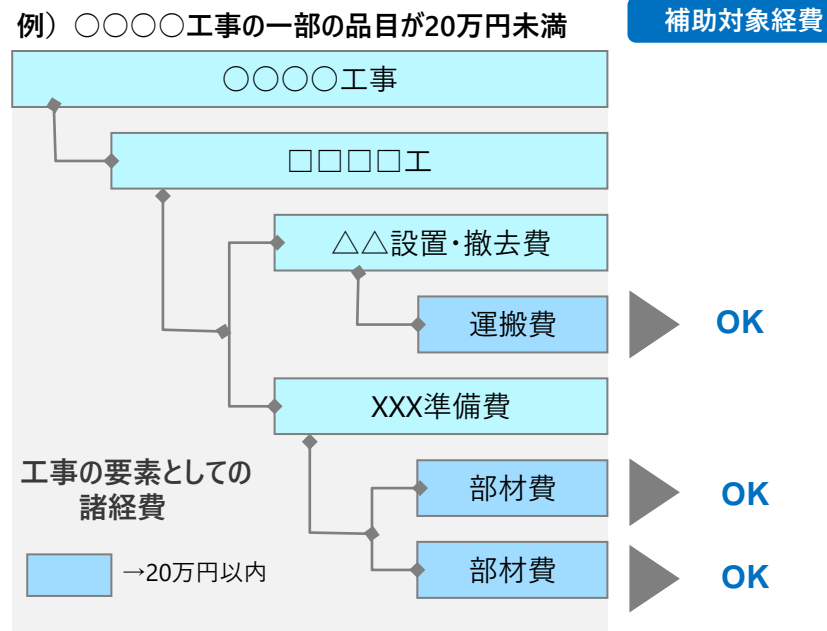 例）○○○○工事の一部の品目が20万円未満
補助対象経費
○○○○工事
□□□□工
△△設置･撤去費
運搬費
OK
XXX準備費
工事の要素としての
諸経費
部材費
OK
→20万円以内
部材費
OK